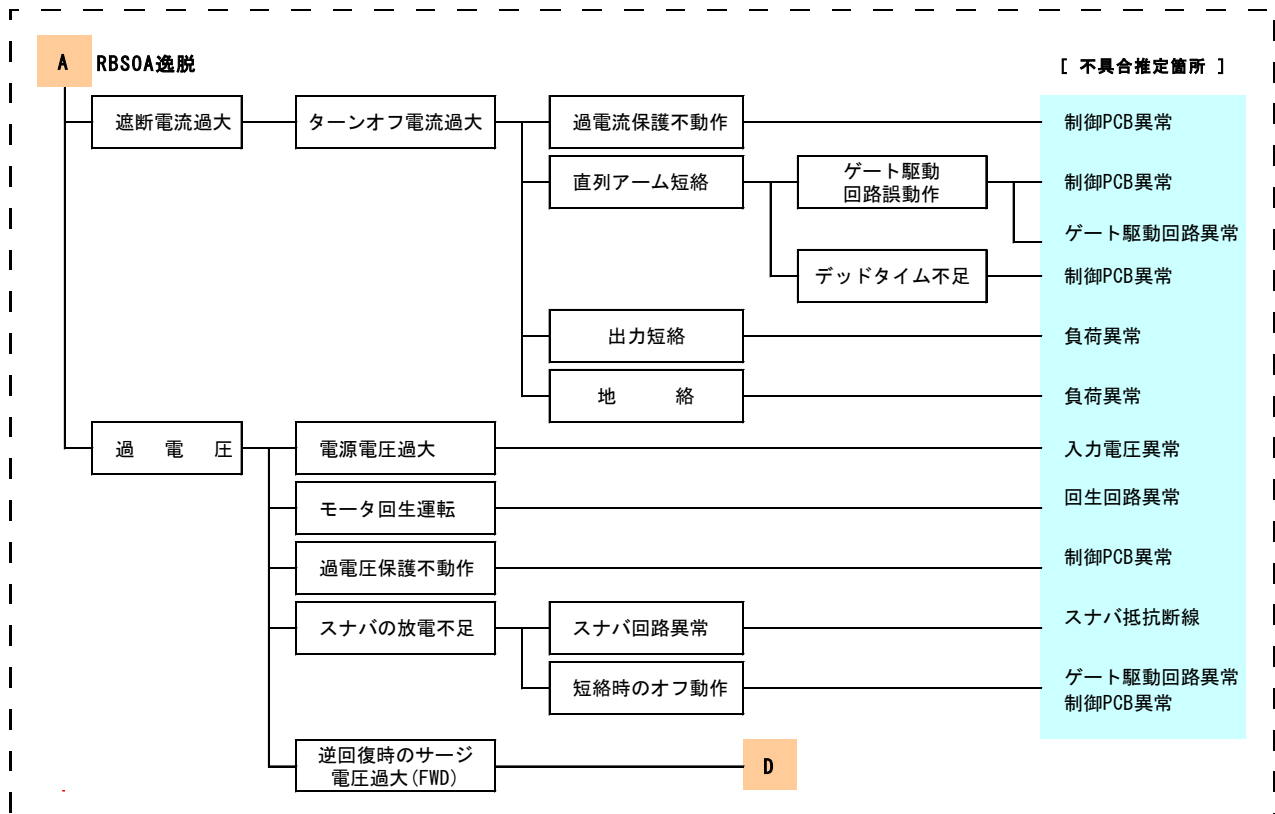 A RBSOA逸脱
[ 不具合推定箇所 ]
遮断電流過大
ターンオフ電流過大
過電流保護不動作
制御PCB異常
直列アーム短絡
ゲート駆動
回路誤動作
制御PCB異常
ゲート駆動回路異常
デッドタイム不足
制御PCB異常
出力短絡
負荷異常
地 絡
負荷異常
過 電 圧
電源電圧過大
入力電圧異常
モータ回生運転
回生回路異常
過電圧保護不動作
制御PCB異常
スナバの放電不足
スナバ回路異常
スナバ抵抗断線
短絡時のオフ動作
ゲート駆動回路異常
制御PCB異常
逆回復時のサージ
電圧過大(FWD)
D